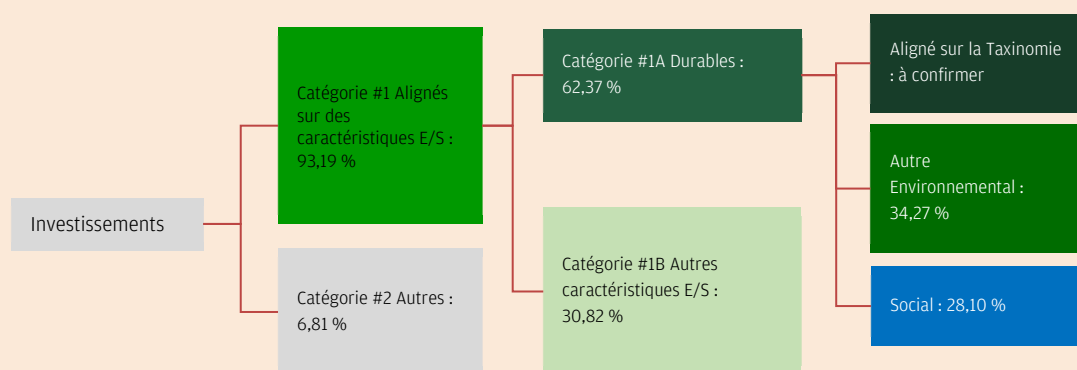 Investissements
Catégorie #1 Alignés
sur des
caractéristiques E/S :
93,19 %
Catégorie #2 Autres :
6,81 %
Catégorie #1A Durables :
62,37 %
Catégorie #1B Autres
caractéristiques E/S :
30,82 %
Aligné sur la Taxinomie
: à confirmer
Autre
Environnemental :
34,27 %
Social : 28,10 %